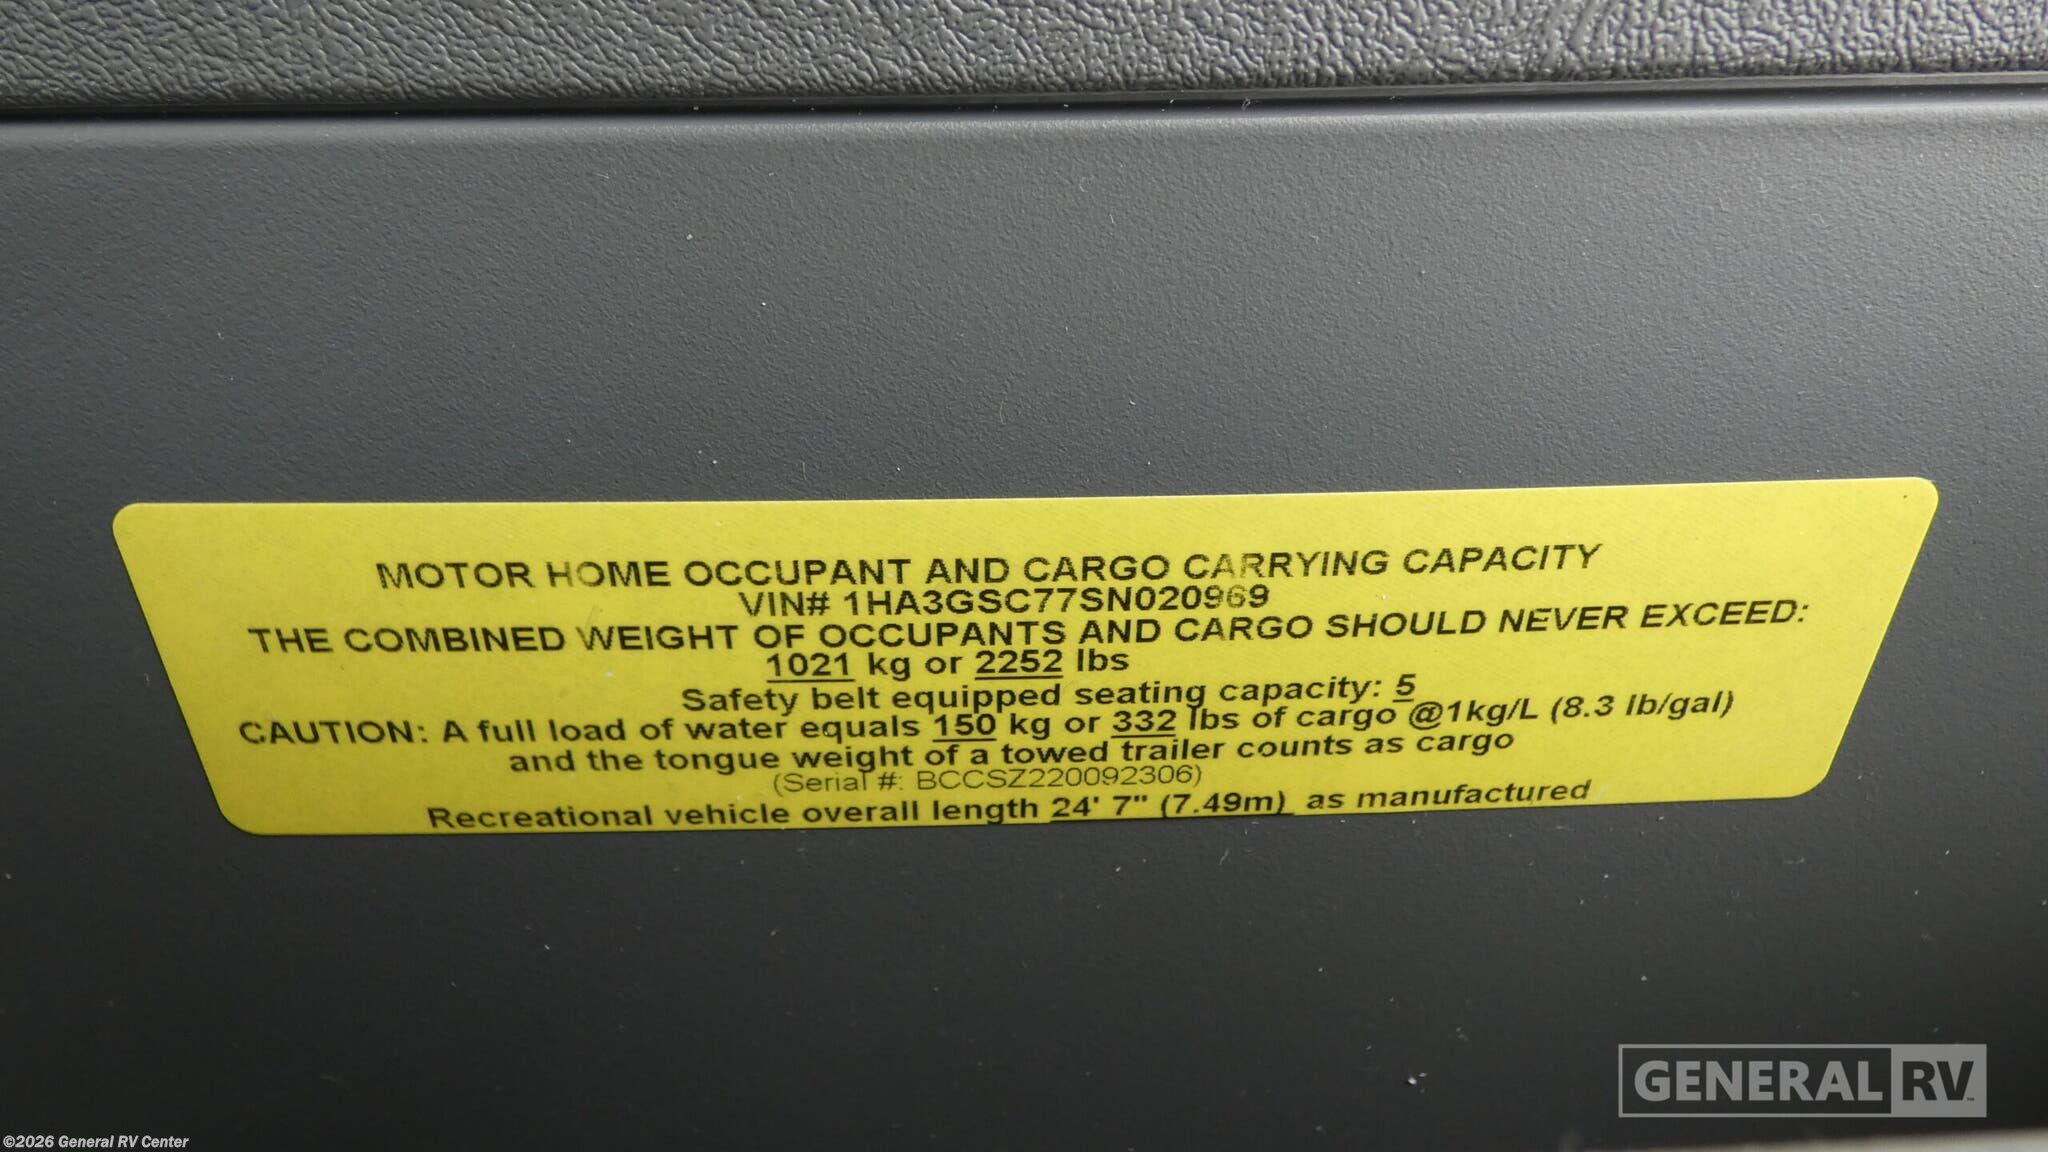 MOTOR HOME OCCUPANT AND CARGO CARRYING CAPACITY
VIN# 1HA3GSC77SN020969
THE COMBINED WEIGHT OF OCCUPANTS AND CARGO SHOULD NEVER EXCEED:
1021 kg or 2252 lbs
Safety belt equipped seating capacity: 5
CAUTION: A full load of water equals 150 kg or 332 lbs of cargo @1kg/L (8.3 lb/gal)
and the tongue weight of a towed trailer counts as cargo
(Serial #: BCCSZ220092306)
Recreational vehicle overall length 24' 7" (7.49m) as manufactured
GENERAL RV
©2026 General RV Center